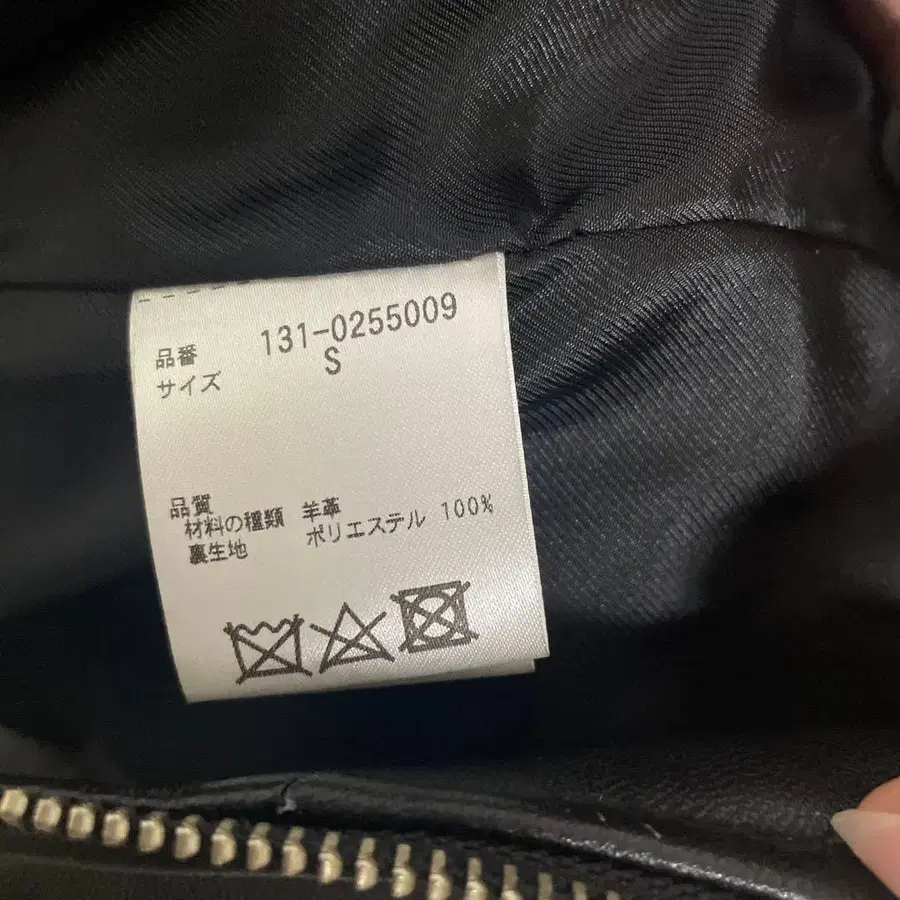 品番 131-0255009
サイズ S
品質
材料の種類 羊革
裏生地 ポリエステル 100%